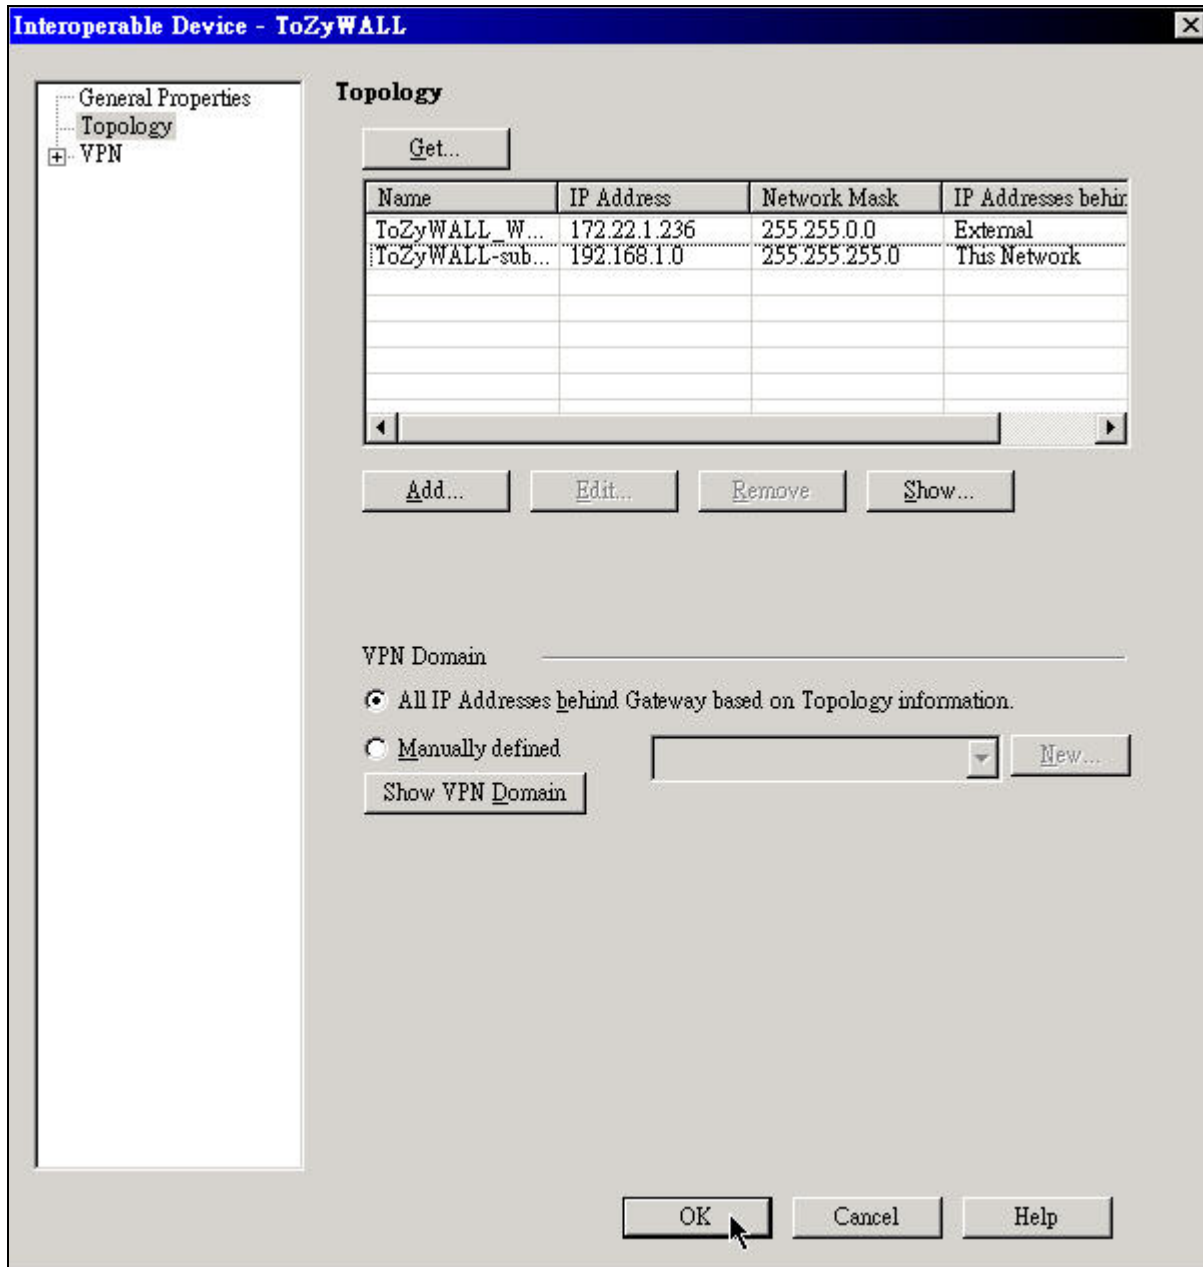 Interoperable Device - ToZyWALL
General Properties
Topology
VPN
Topology
Get...
Name IP Address Network Mask IP Addresses behin
ToZyWALL_W... 172.22.1.236 255.255.0.0 External
ToZyWALL-sub... 192.168.1.0 255.255.255.0 This Network
Add... Edit... Remove Show...
VPN Domain
All IP Addresses behind Gateway based on Topology information.
Manually defined New...
Show VPN Domain
OK Cancel Help